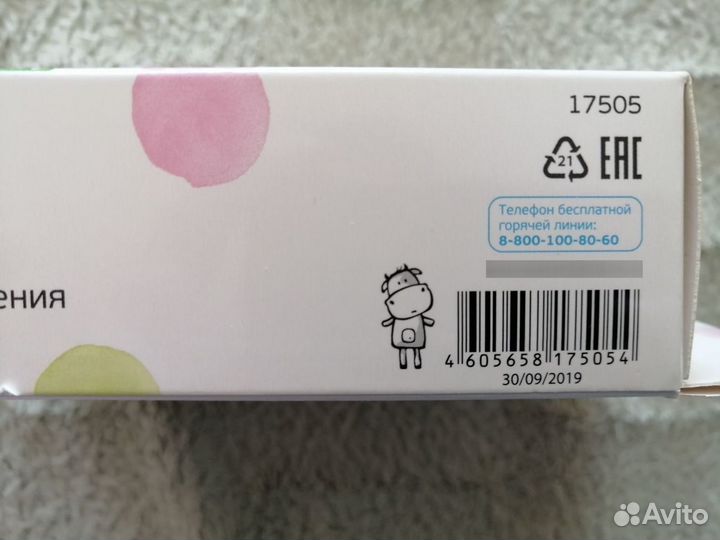 17505
21 EAC
Телефон бесплатной
горячей линии:
8-800-100-80-60
ения
4 605658 175054
30/09/2019
Avito